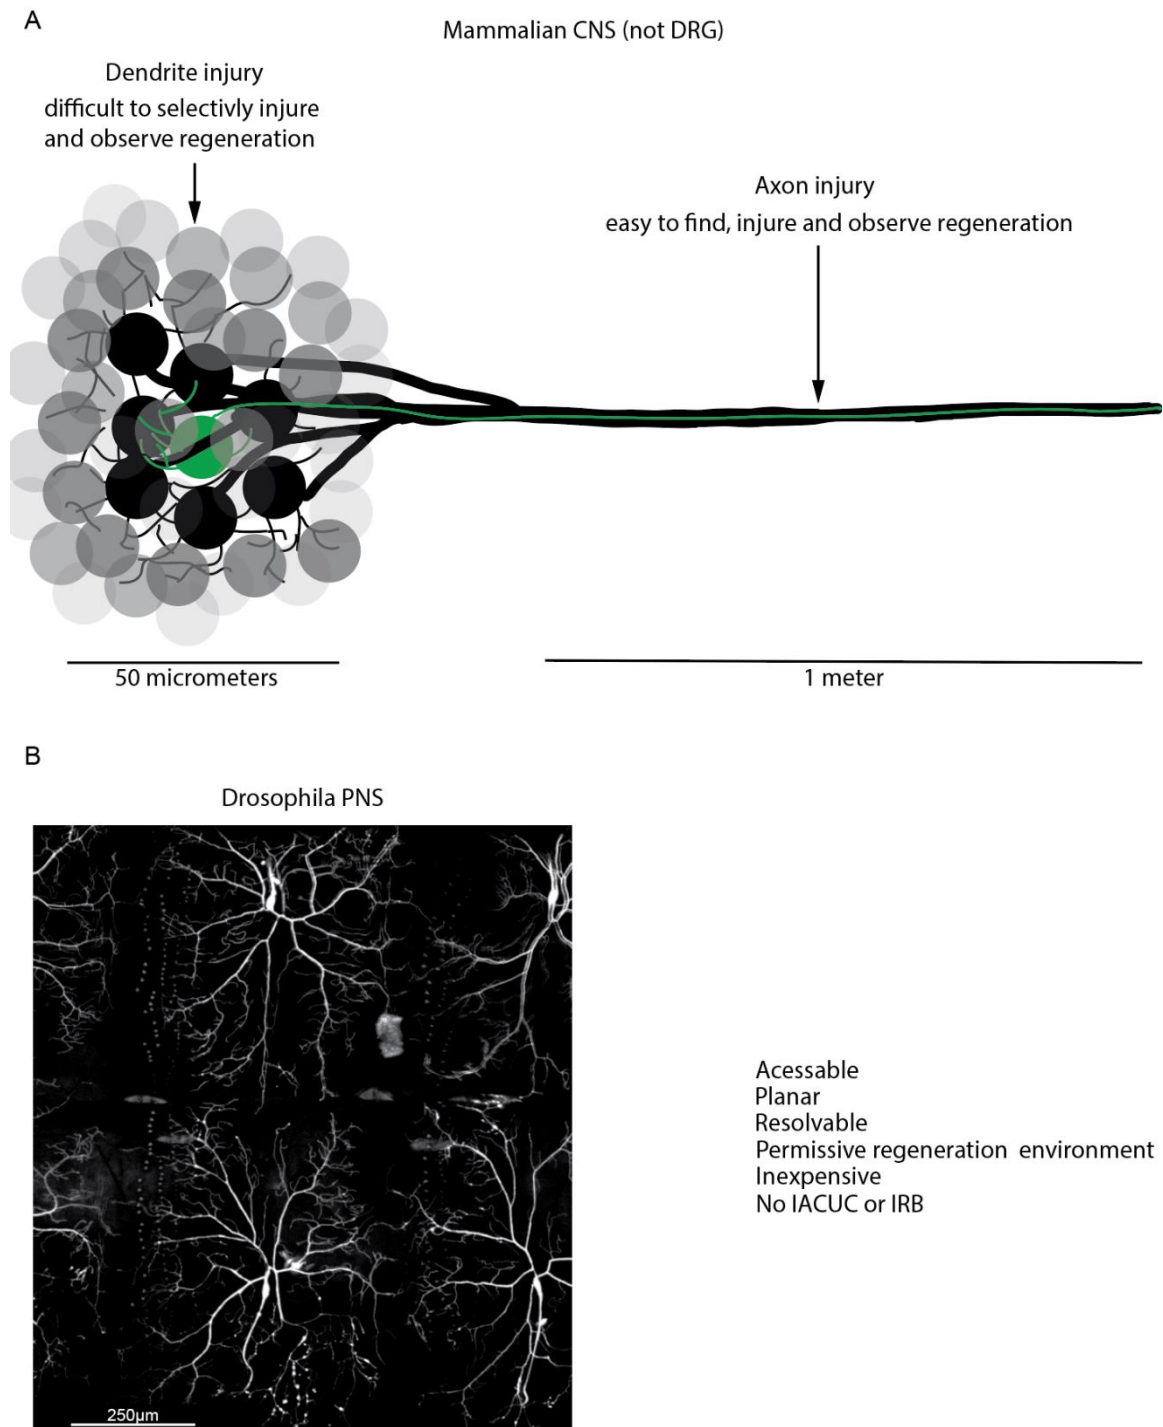 A
Mammalian CNS (not DRG)
Dendrite injury
difficult to selectivly injure
and observe regeneration
Axon injury
easy to find, injure and observe regeneration
50 micrometers
1 meter
B
Drosophila PNS
Acessable
Planar
Resolvable
Permissive regeneration environment
Inexpensive
No IACUC or IRB
250µm